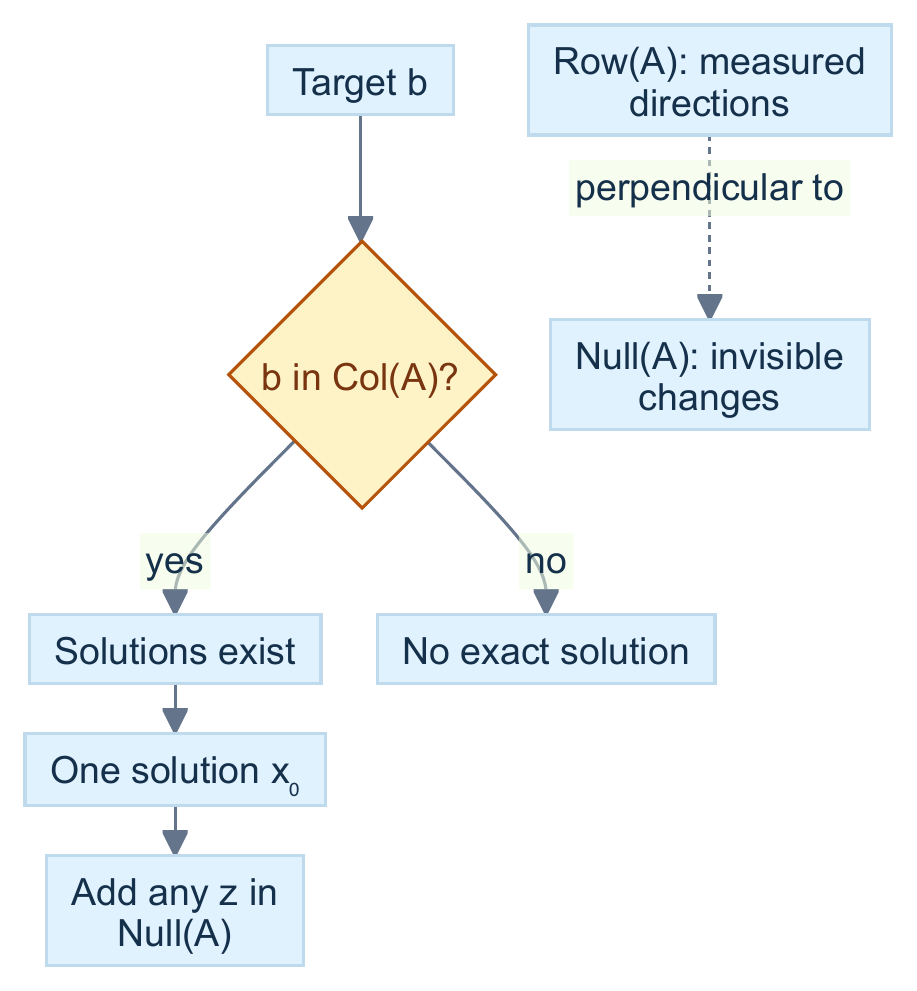 Target b
b in Col(A)?
yes
no
Solutions exist
No exact solution
One solution x₀
Add any z in
Null(A)
Row(A): measured
directions
perpendicular to
Null(A): invisible
changes